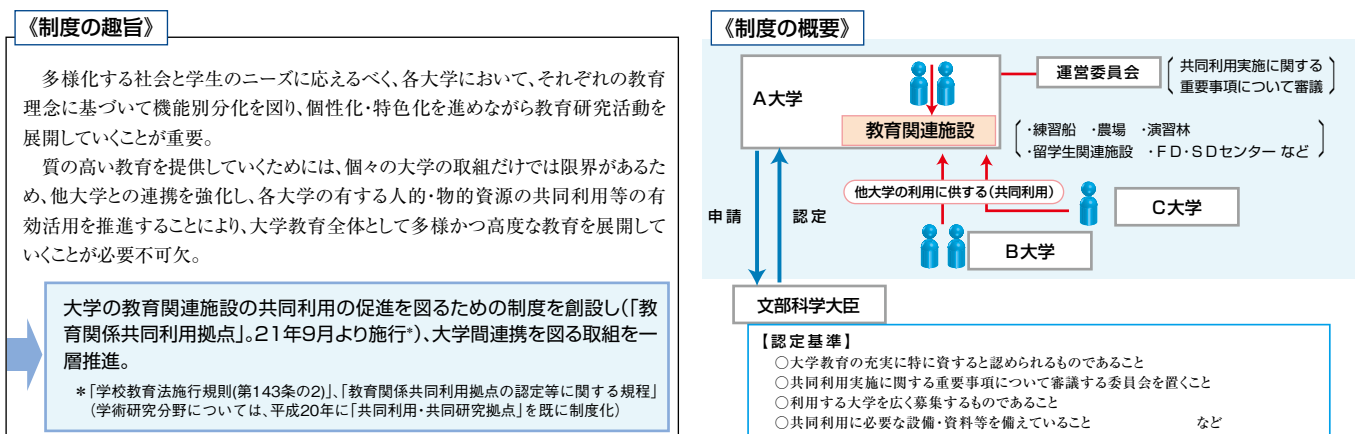 《制度の趣旨》
多様化する社会と学生のニーズに応えるべく、各大学において、それぞれの教育
理念に基づいて機能別分化を図り、個性化・特色化を進めながら教育研究活動を
展開していくことが重要。
質の高い教育を提供していくためには、個々の大学の取組だけでは限界があるた
め、他大学との連携を強化し、各大学の有する人的・物的資源の共同利用等の有
効活用を推進することにより、大学教育全体として多様かつ高度な教育を展開して
いくことが必要不可欠。
大学の教育関連施設の共同利用の促進を図るための制度を創設し(「教
育関係共同利用拠点」。21年9月より施行*)、大学間連携を図る取組を一
層推進。
*「学校教育法施行規則(第143条の2)」、「教育関係共同利用拠点の認定等に関する規程」
(学術研究分野については、平成20年に「共同利用・共同研究拠点」を既に制度化)
《制度の概要》
A大学
教育関連施設
運営委員会
共同利用実施に関する
重要事項について審議
・練習船 ・農場 ・演習林
・留学生関連施設 ・FD・SDセンター など
他大学の利用に供する(共同利用)
申請
認定
C大学
B大学
文部科学大臣
【認定基準】
○大学教育の充実に特に資すると認められるものであること
○共同利用実施に関する重要事項について審議する委員会を置くこと
○利用する大学を広く募集するものであること
○共同利用に必要な設備・資料等を備えていること など